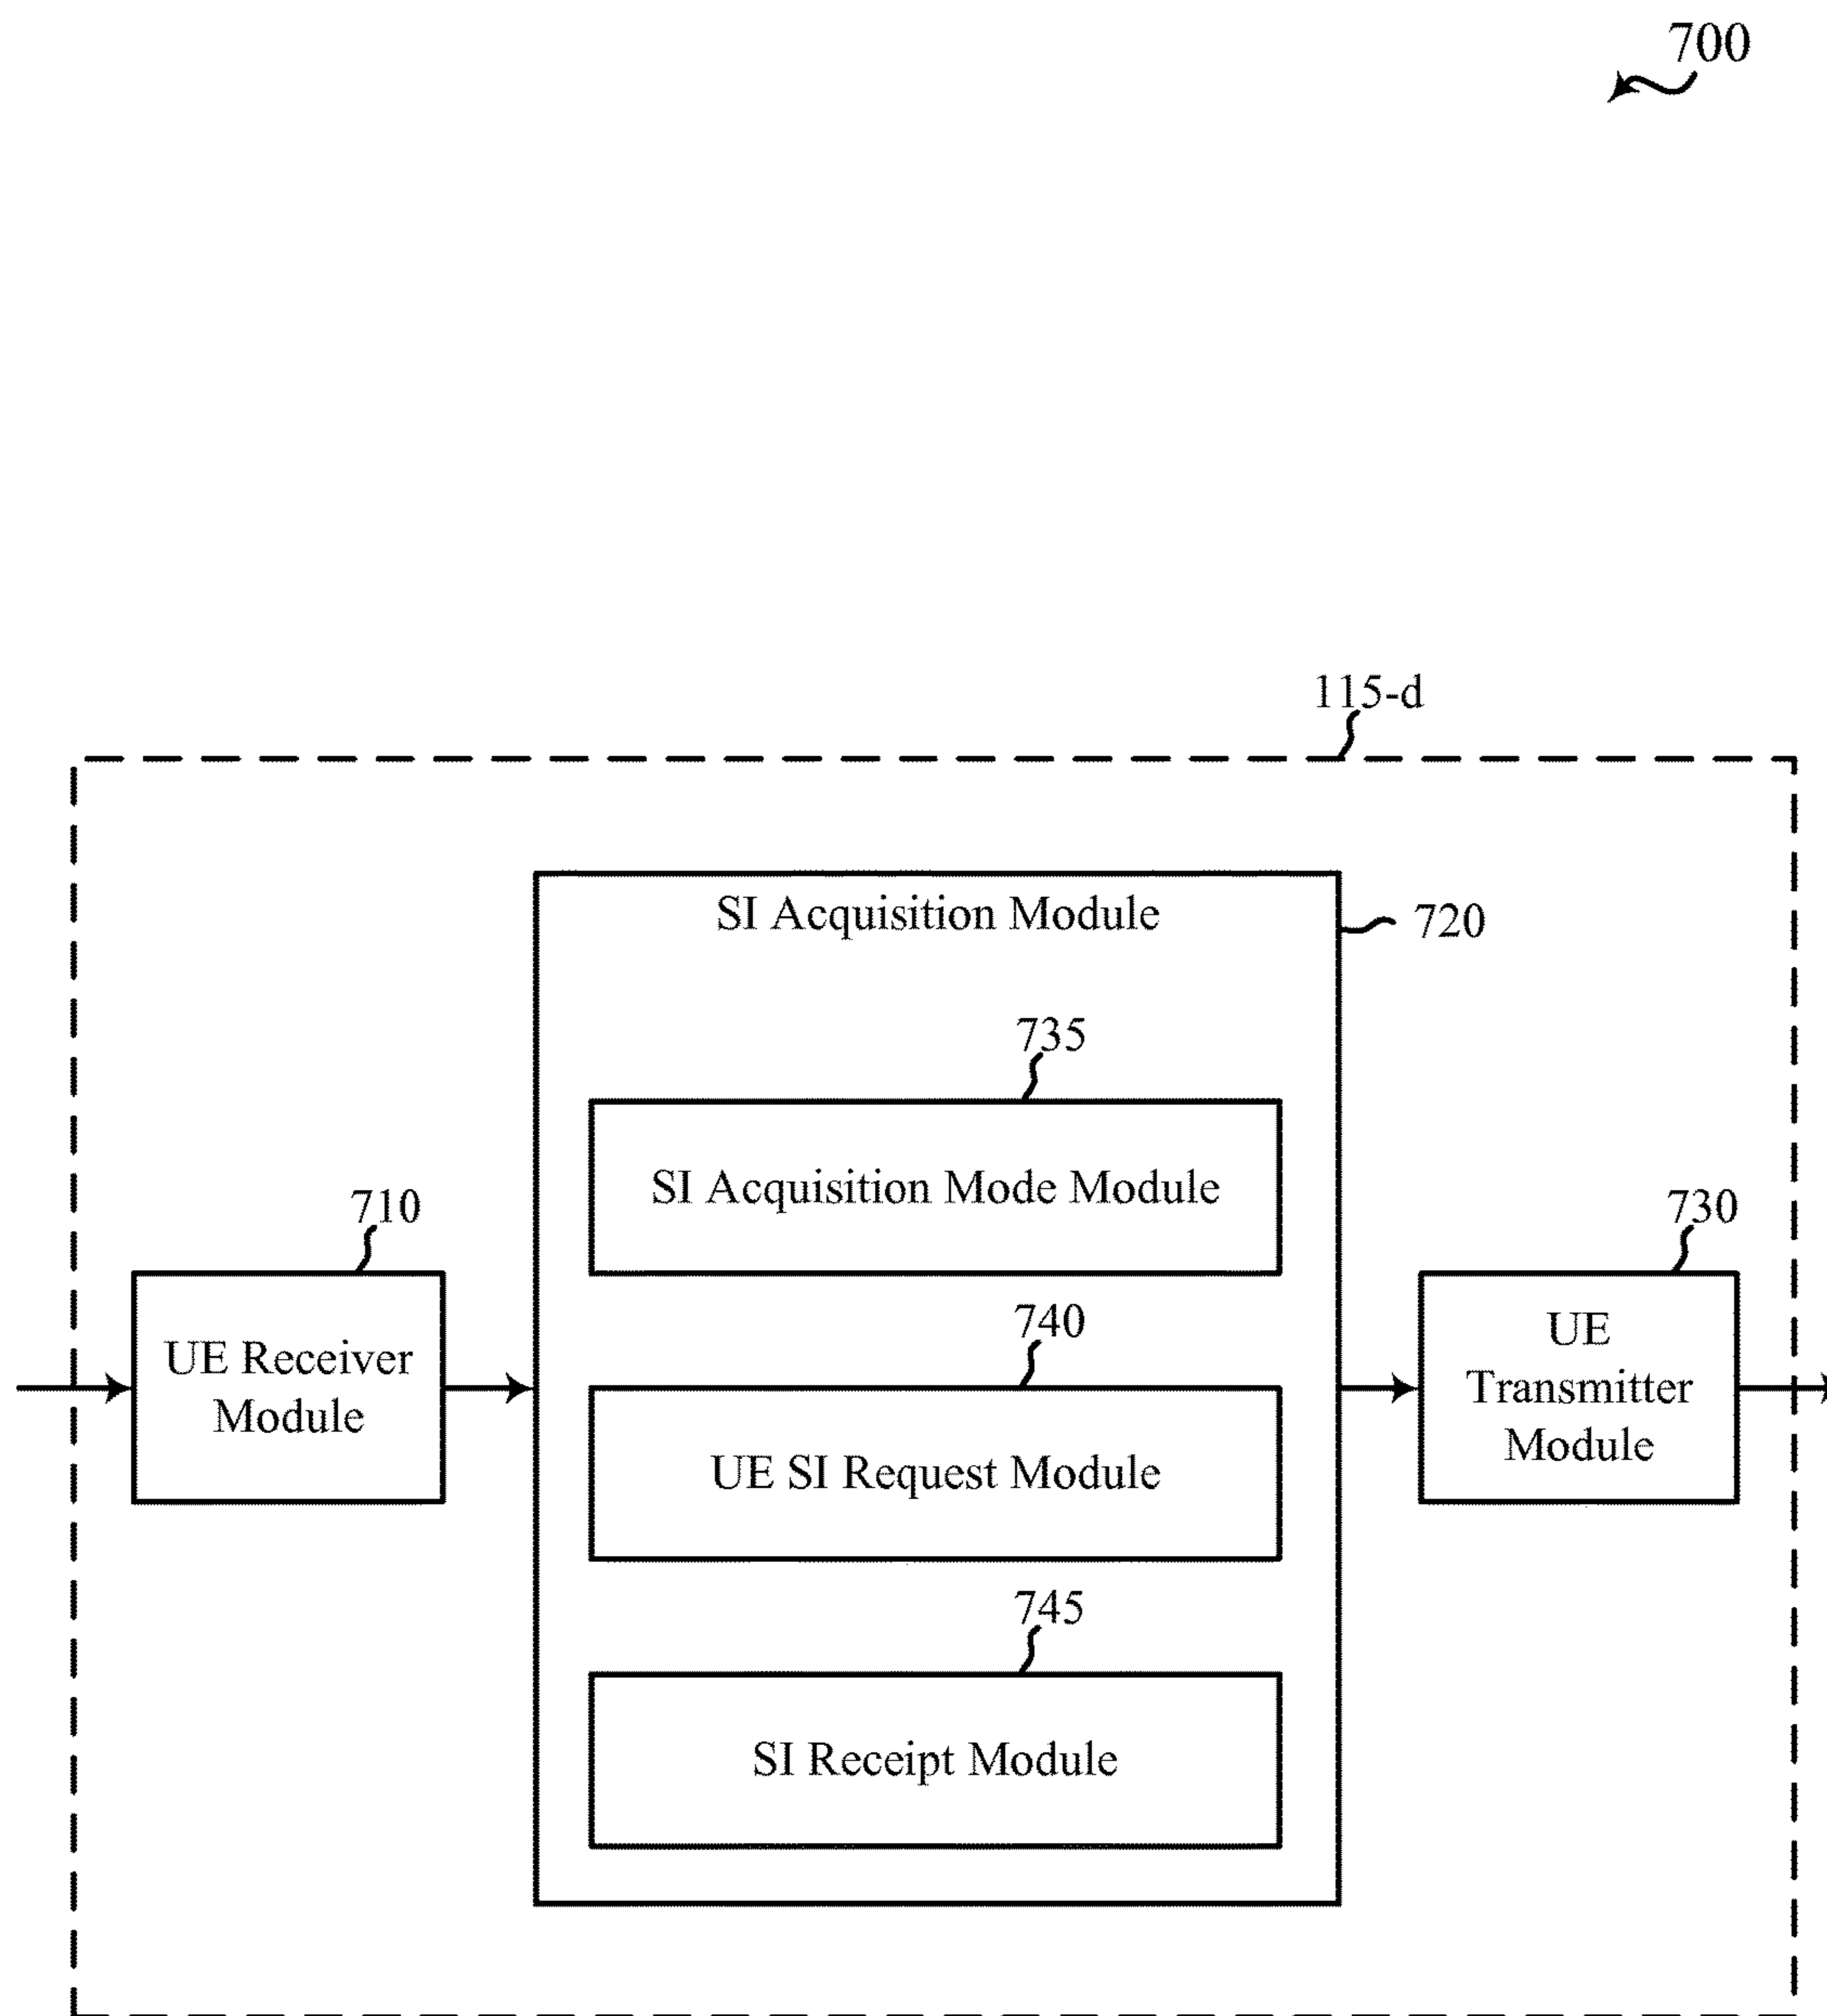 700
115-d
SI Acquisition Module
720
735
SI Acquisition Mode Module
710
UE Receiver
Module
740
UE SI Request Module
730
UE
Transmitter
Module
745
SI Receipt Module